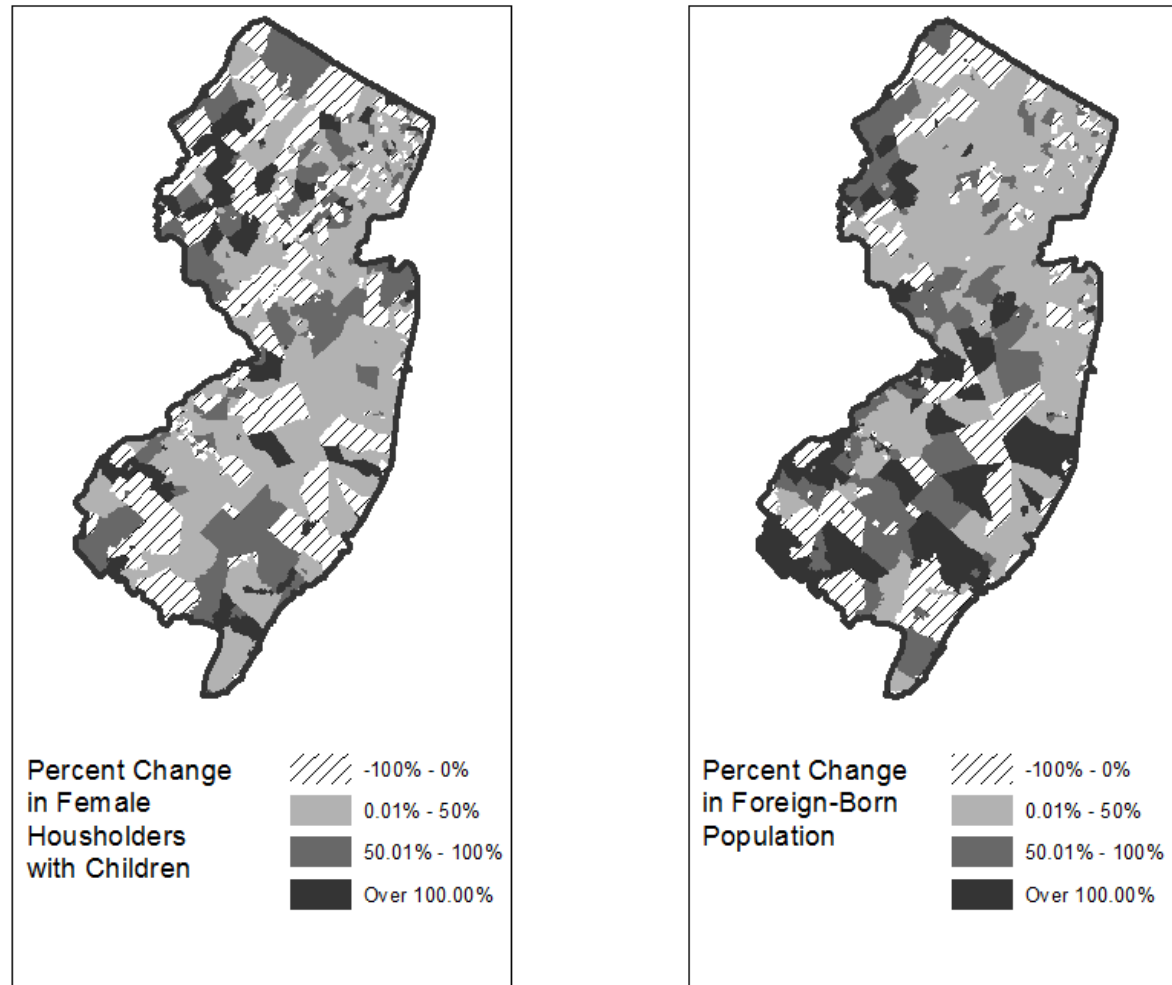 Percent Change
in Female
Housholders
with Children
-100% - 0%
0.01% - 50%
50.01% - 100%
Over 100.00%
Percent Change
in Foreign-Born
Population
-100% - 0%
0.01% - 50%
50.01% - 100%
Over 100.00%